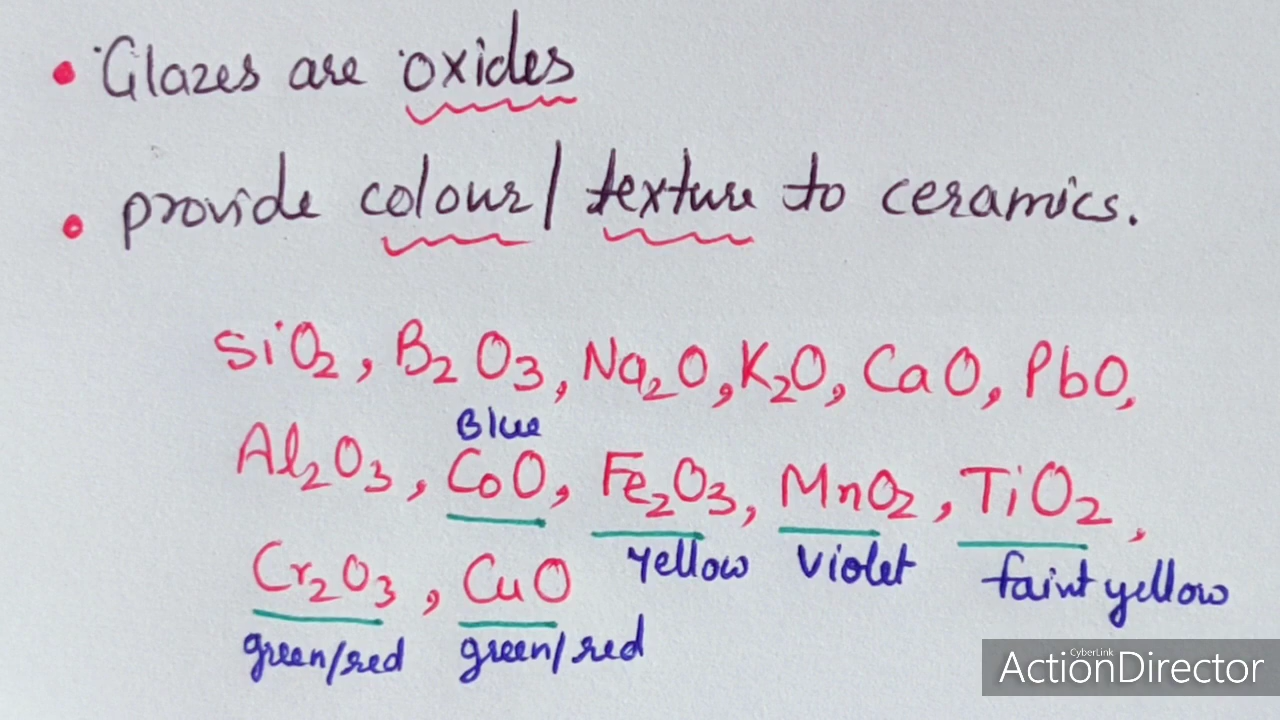 • Glazes are oxides
• provide colour/texture to ceramics.
SiO2, B2O3, Na2O, K2O, CaO, PbO,
Blue
Al2O3, CoO, Fe2O3, MnO2, TiO2,
yellow violet faint yellow
Cr2O3, CuO
green/red green/red
CyberLink
ActionDirector